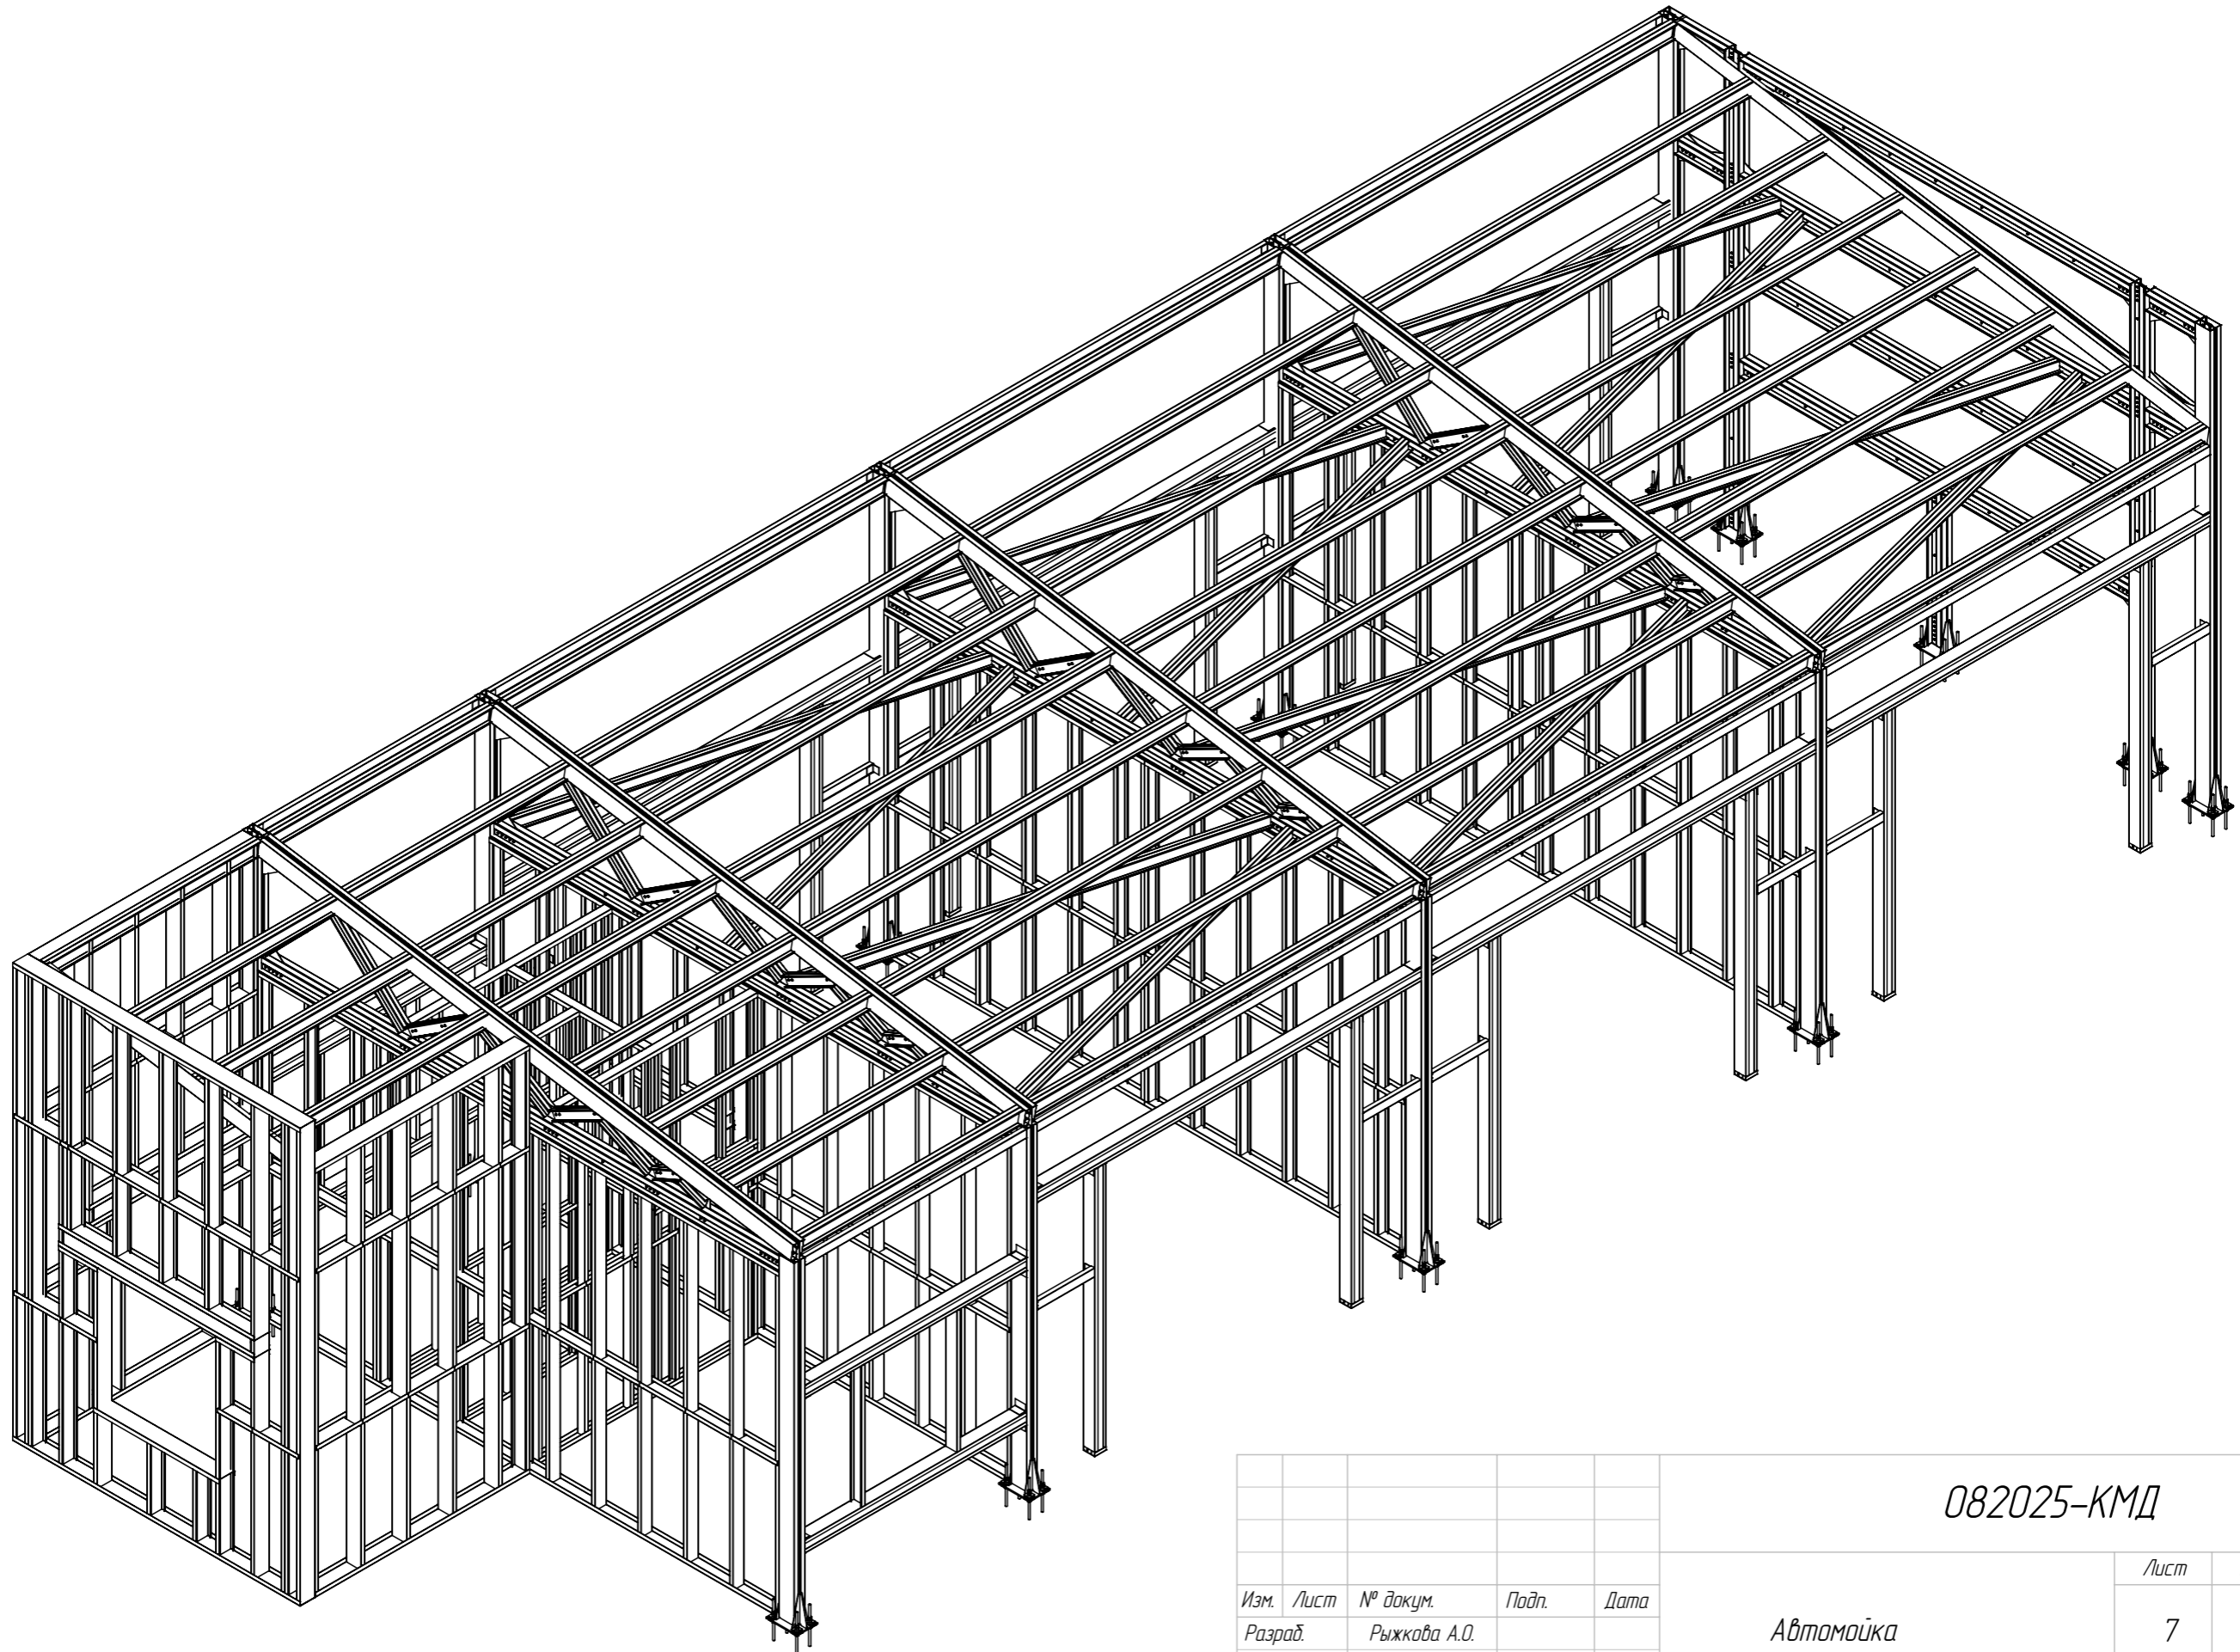 082025-КМД
Лист
Изм. Лист № докум. Подп. Дата
Разраб. Рыжкова А.О.
Автомойка
7